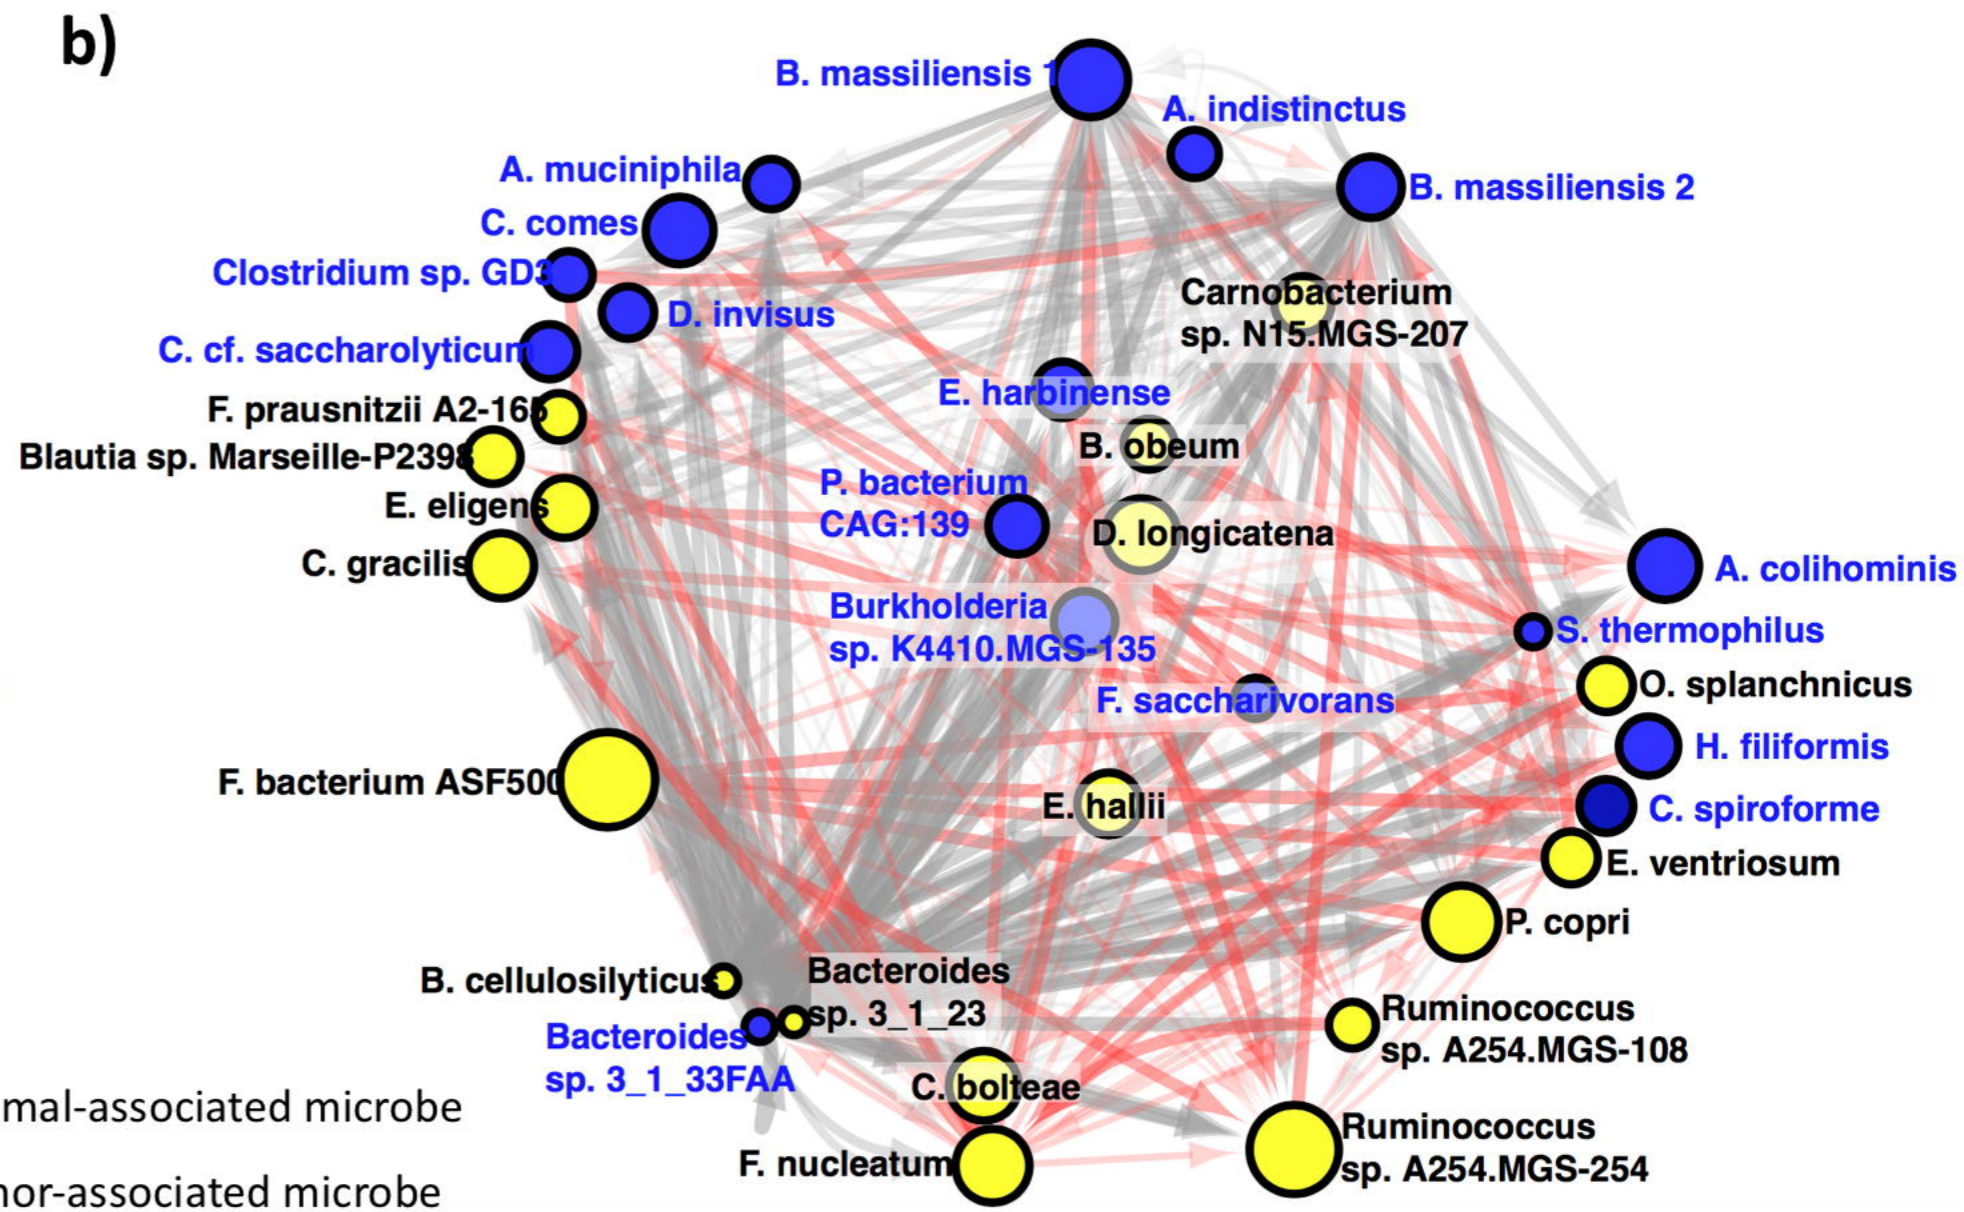 b)
B. massiliensis 1
A. indistinctus
A. muciniphila
B. massiliensis 2
C. comes
Clostridium sp. GD3
D. invisus
Carnobacterium
sp. N15.MGS-207
C. cf. saccharolyticum
E. harbinense
F. prausnitzii A2-165
B. obeum
Blautia sp. Marseille-P2398
P. bacterium
CAG:139
E. eligens
D. longicatena
C. gracilis
A. colihominis
Burkholderia
sp. K4410.MGS-135
S. thermophilus
F. saccharivorans
O. splanchnicus
H. filiformis
F. bacterium ASF500
E. hallii
C. spiroforme
E. ventriosum
P. copri
B. cellulosilyticus
Bacteroides
sp. 3_1_23
Ruminococcus
sp. A254.MGS-108
Bacteroides
sp. 3_1_33FAA
C. bolteae
mal-associated microbe
Ruminococcus
sp. A254.MGS-254
F. nucleatum
nor-associated microbe